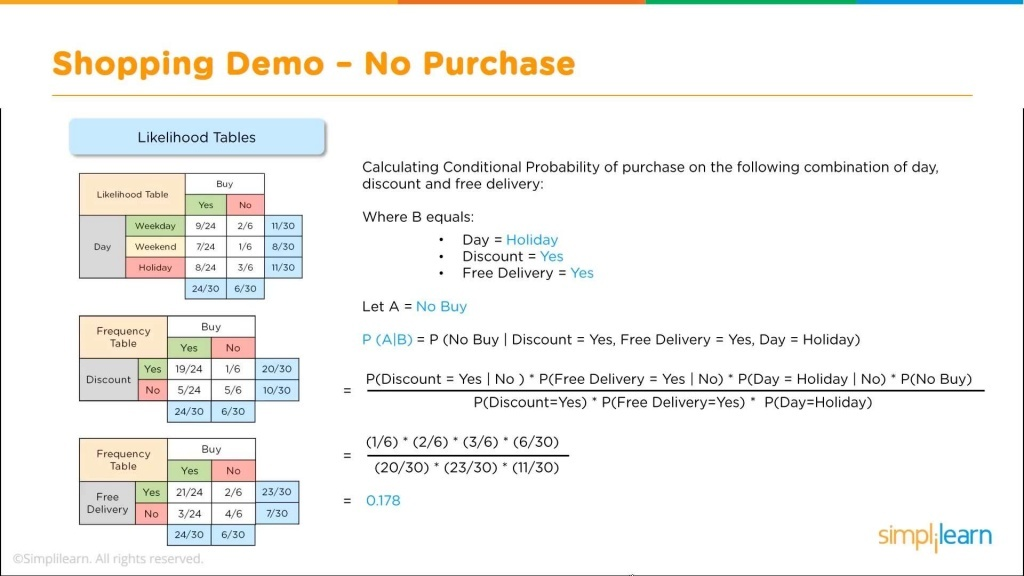 Shopping Demo – No Purchase
Likelihood Tables
Likelihood Table Buy
Yes No
Day Weekday 9/24 2/6 11/30
Weekend 7/24 1/6 8/30
Holiday 8/24 3/6 11/30
24/30 6/30
Frequency Table Buy
Yes No
Discount Yes 19/24 1/6 20/30
No 5/24 5/6 10/30
24/30 6/30
Frequency Table Buy
Yes No
Free Delivery Yes 21/24 2/6 23/30
No 3/24 4/6 7/30
24/30 6/30
Calculating Conditional Probability of purchase on the following combination of day,
discount and free delivery:
Where B equals:
• Day = Holiday
• Discount = Yes
• Free Delivery = Yes
Let A = No Buy
P (A|B) = P (No Buy | Discount = Yes, Free Delivery = Yes, Day = Holiday)
= P(Discount = Yes | No ) * P(Free Delivery = Yes | No) * P(Day = Holiday | No) * P(No Buy)
P(Discount=Yes) * P(Free Delivery=Yes) * P(Day=Holiday)
= (1/6) * (2/6) * (3/6) * (6/30)
(20/30) * (23/30) * (11/30)
= 0.178
©Simplilearn. All rights reserved.
simplilearn